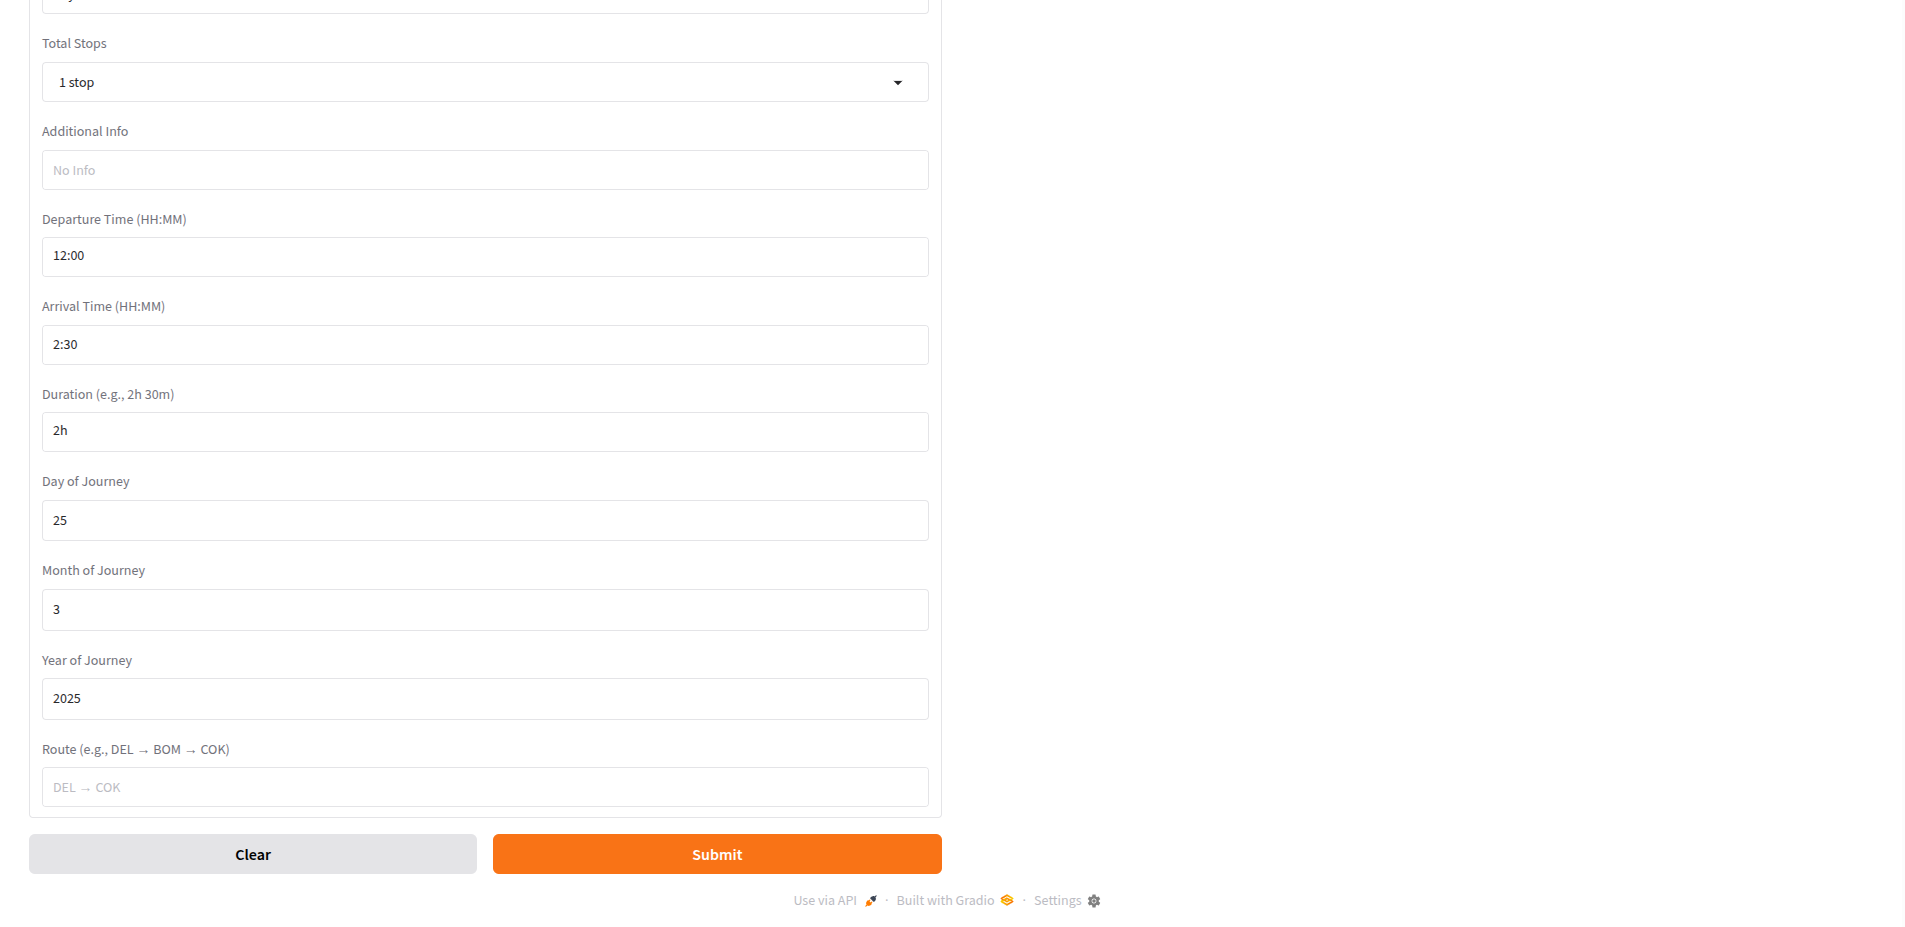 Total Stops
1 stop
Additional Info
No Info
Departure Time (HH:MM)
12:00
Arrival Time (HH:MM)
2:30
Duration (e.g., 2h 30m)
2h
Day of Journey
25
Month of Journey
3
Year of Journey
2025
Route (e.g., DEL → BOM → COK)
DEL → COK
Clear Submit
Use via API · Built with Gradio · Settings